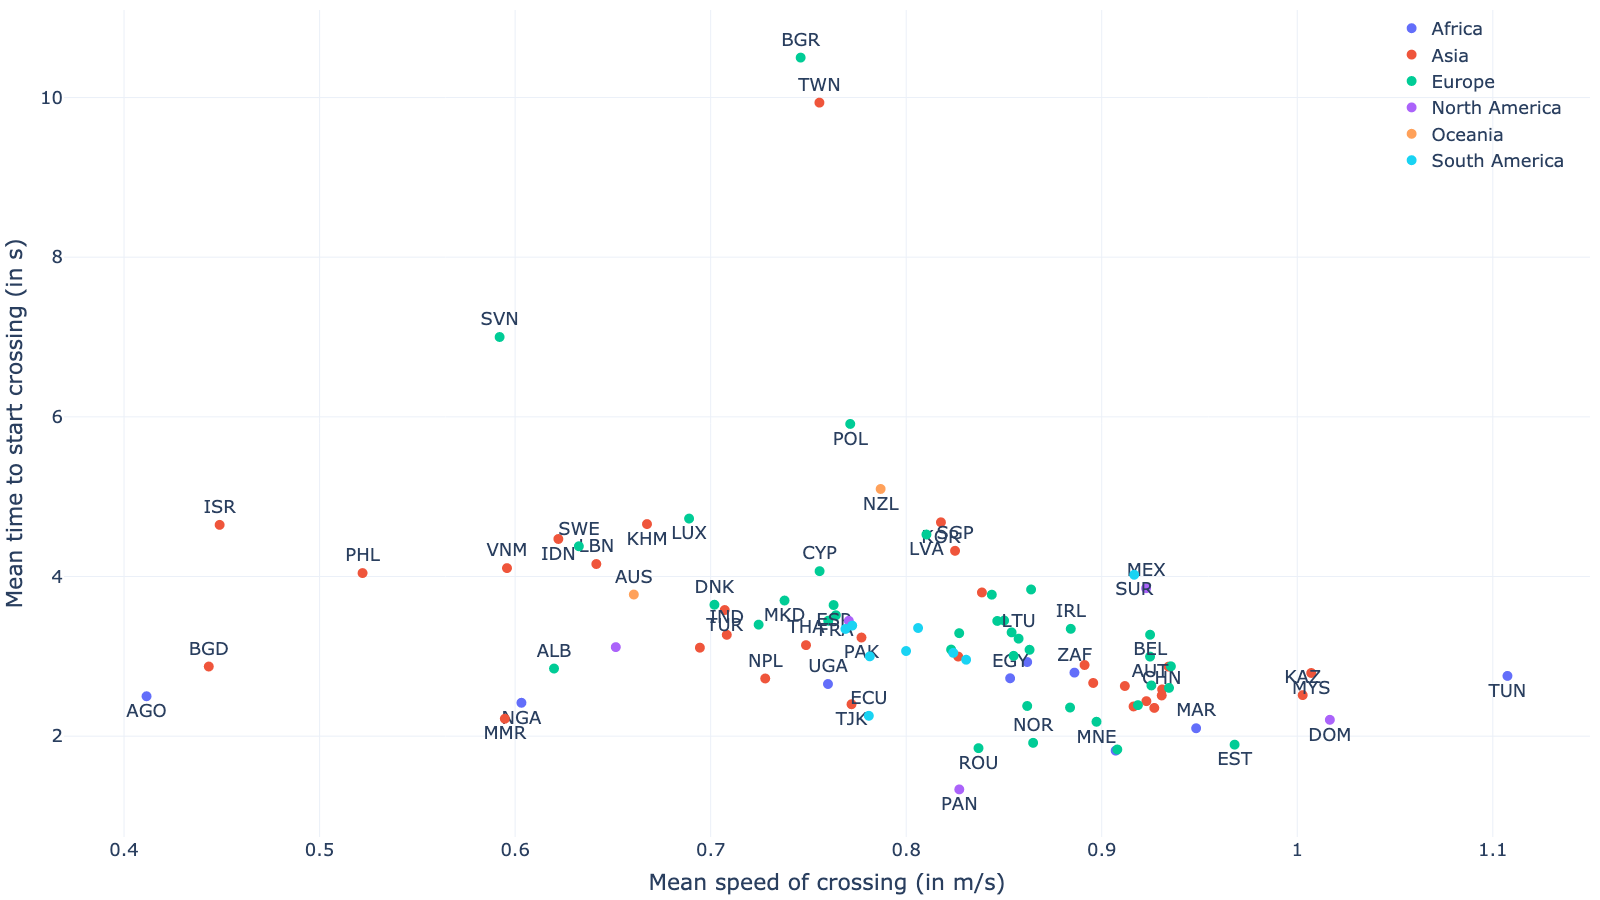 BGR
Africa
Asia
TWN
Europe
10
North America
Oceania
South America
8
SVN
6
POL
ISR
NZL
SWE
LUX
SGP
KHM
KOR
PHL
VNM
IDN
LBN
LVA
CYP
4
AUS
MEX
DNK
SUR
IND
MKD
ESP
LTU
IRL
TUR
THA
FRA
BGD
ALB
PAK
BEL
NPL
UGA
EGY
ZAF
AUT
CHN
KAZ
MYS
TUN
AGO
NGA
ECU
TJK
MAR
MMR
NOR
MNE
DOM
2
ROU
EST
PAN
0.4
0.5
0.6
0.7
0.8
0.9
1
1.1
Mean speed of crossing (in m/s)
Mean time to start crossing (in s)